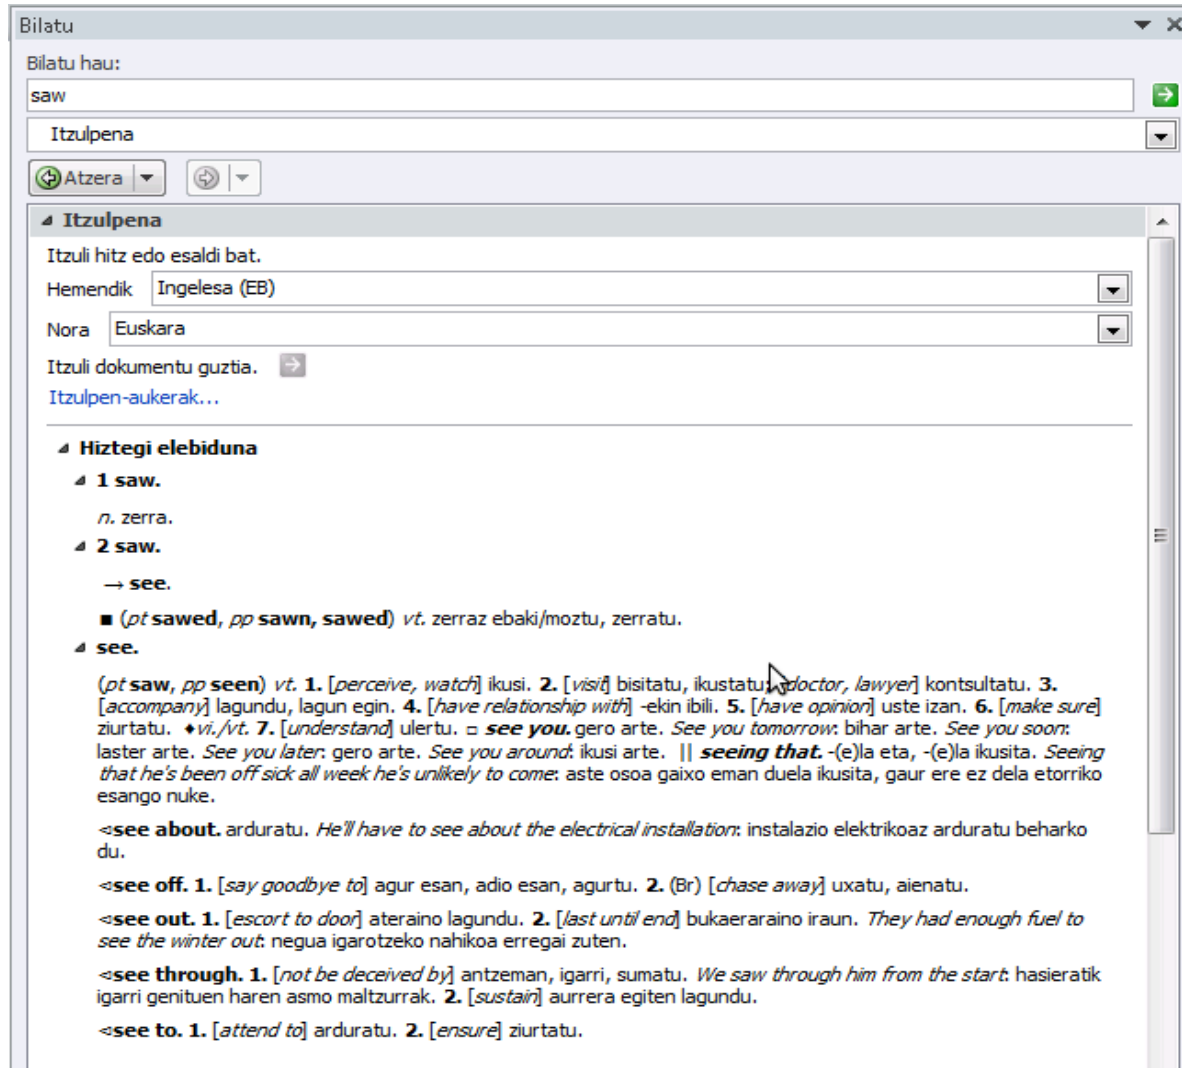 Bilatu
Bilatu hau:
saw
Itzulpena
Atzera
Itzulpena
Itzuli hitz edo esaldi bat.
Hemendik Ingelesa (EB)
Nora Euskara
Itzuli dokumentu guztia.
Itzulpen-aukerak...
Hiztegi elebiduna
1 saw.
n. zerra.
2 saw.
→ see.
■ (pt sawed, pp sawn, sawed) vt. zerraz ebaki/moztu, zerratu.
see.
(pt saw, pp seen) vt. 1. [perceive, watch] ikusi. 2. [visit] bisitatu, ikustatu; [doctor, lawyer] kontsultatu. 3.
[accompany] lagundu, lagun egin. 4. [have relationship with] -ekin ibili. 5. [have opinion] uste izan. 6. [make sure]
ziurtatu. ♦vi./vt. 7. [understand] ulertu. □ see you. gero arte. See you tomorrow: bihar arte. See you soon:
laster arte. See you later: gero arte. See you around: ikusi arte. || seeing that. -(e)la eta, -(e)la ikusita. Seeing
that he's been off sick all week he's unlikely to come: aste osoa gaixo eman duela ikusita, gaur ere ez dela etorriko
esango nuke.
⊲see about. arduratu. He'll have to see about the electrical installation: instalazio elektrikoaz arduratu beharko
du.
⊲see off. 1. [say goodbye to] agur esan, adio esan, agurtu. 2. (Br) [chase away] uxatu, aienatu.
⊲see out. 1. [escort to door] ateraino lagundu. 2. [last until end] bukaeraraino iraun. They had enough fuel to
see the winter out: negua igarotzeko nahikoa erregai zuten.
⊲see through. 1. [not be deceived by] antzeman, igarri, sumatu. We saw through him from the start: hasieratik
igarri genituen haren asmo maltzurrak. 2. [sustain] aurrera egiten lagundu.
⊲see to. 1. [attend to] arduratu. 2. [ensure] ziurtatu.